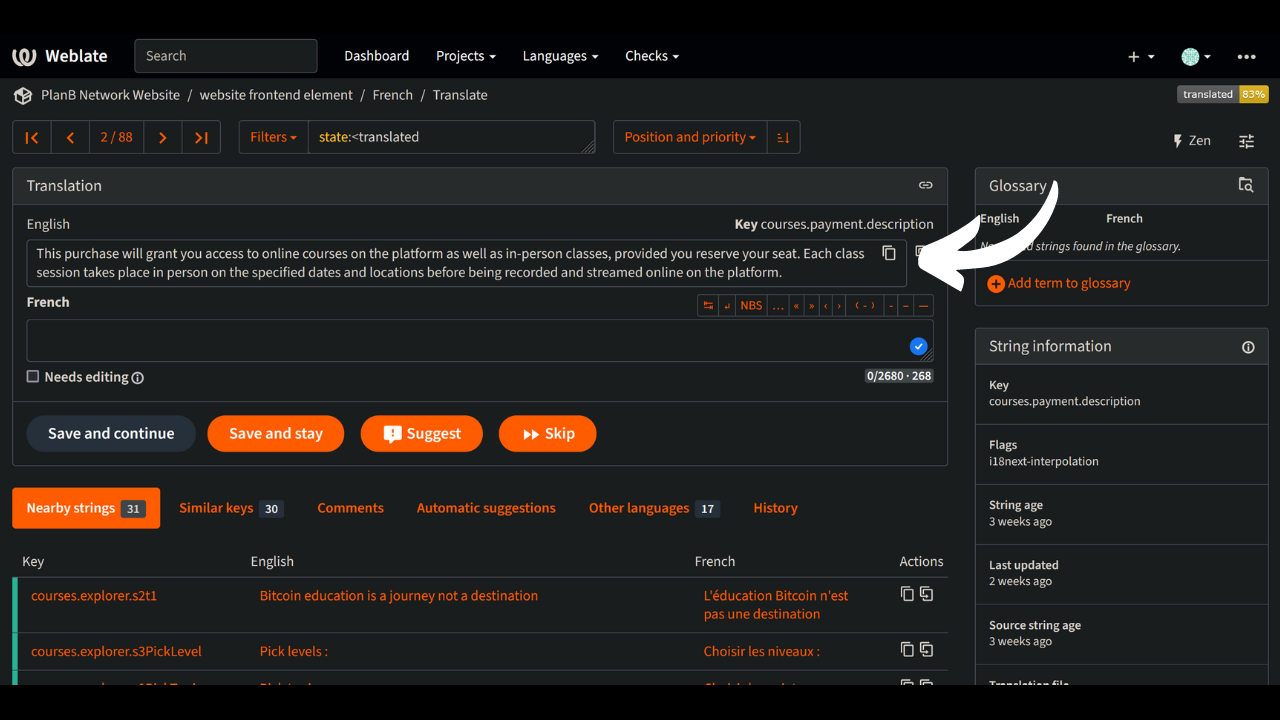 Weblate
Search
Dashboard
Projects
Languages
Checks
PlanB Network Website / website frontend element / French / Translate
translated 83%
2 / 88
Filters
state:<translated
Position and priority
Zen
Translation
English
Key courses.payment.description
This purchase will grant you access to online courses on the platform as well as in-person classes, provided you reserve your seat. Each class
session takes place in person on the specified dates and locations before being recorded and streamed online on the platform.
French
NBS … « » ‹ › ( - ) - – —
Needs editing
0/2680 · 268
Save and continue
Save and stay
Suggest
Skip
Glossary
English French
strings found in the glossary.
Add term to glossary
String information
Key
courses.payment.description
Flags
i18next-interpolation
String age
3 weeks ago
Last updated
2 weeks ago
Source string age
3 weeks ago
Nearby strings 31
Similar keys 30
Comments
Automatic suggestions
Other languages 17
History
Key English French Actions
courses.explorer.s2t1
Bitcoin education is a journey not a destination
L'éducation Bitcoin n'est
pas une destination
courses.explorer.s3PickLevel
Pick levels :
Choisir les niveaux :